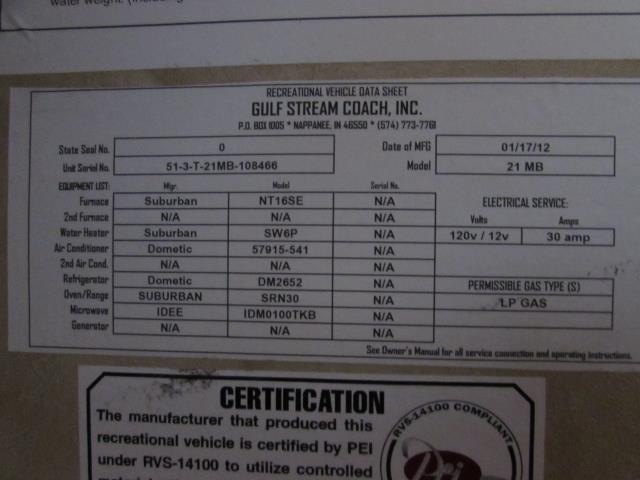 water weight. (including
RECREATIONAL VEHICLE DATA SHEET
GULF STREAM COACH, INC.
P.O. BOX 1005 * NAPPANEE, IN 46550 * (574) 773-7761
State Seal No. 0 Date of MFG 01/17/12
Unit Serial No. 51-3-T-21MB-108466 Model 21 MB
EQUIPMENT LIST: Mfgr. Model Serial No.
Furnace Suburban NT16SE N/A ELECTRICAL SERVICE:
2nd Furnace N/A N/A N/A Volts Amps
Water Heater Suburban SW6P N/A 120v / 12v 30 amp
Air Conditioner Dometic 57915-541 N/A
2nd Air Cond. N/A N/A N/A
Refrigerator Dometic DM2652 N/A PERMISSIBLE GAS TYPE (S)
Oven/Range SUBURBAN SRN30 N/A LP GAS
Microwave IDEE IDM0100TKB N/A
Generator N/A N/A N/A
See Owner's Manual for all service connection and operating instructions.
CERTIFICATION
The manufacturer that produced this
recreational vehicle is certified by PEI
under RVS-14100 to utilize controlled
RVS-14100 COMPLIANT
Pei